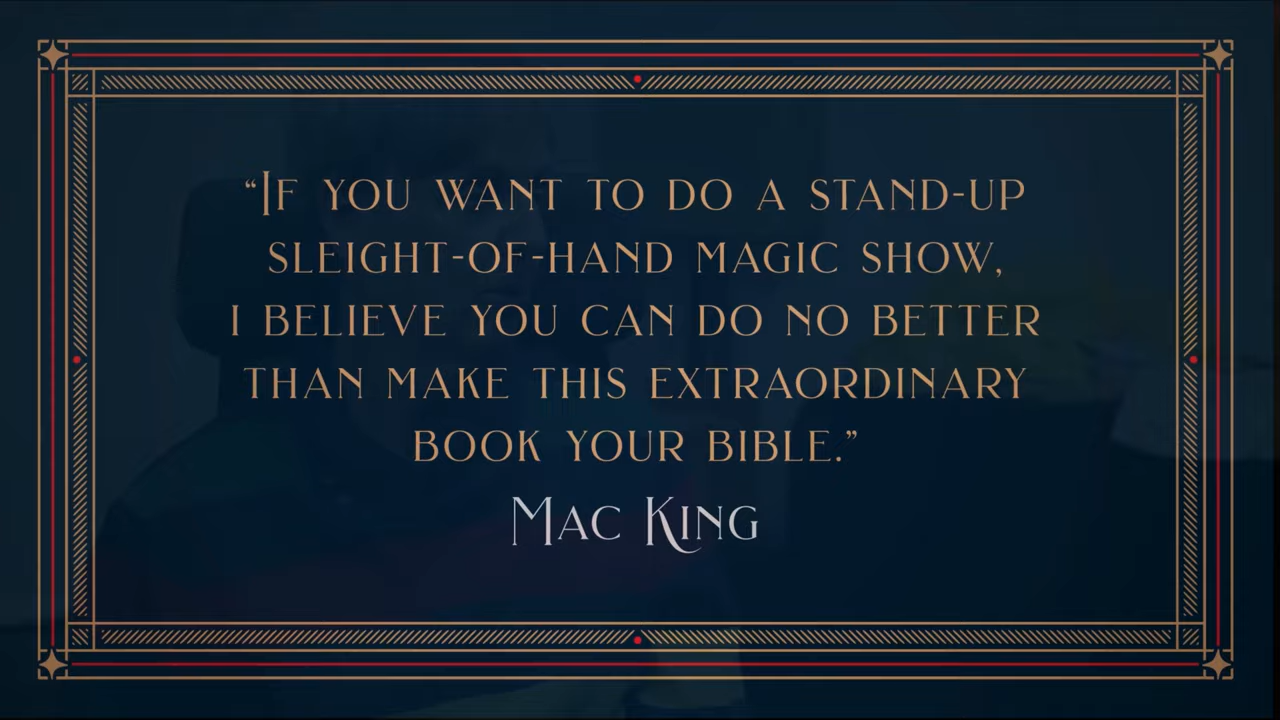 “If you want to do a stand-up
sleight-of-hand magic show,
I believe you can do no better
than make this extraordinary
book your bible.”
Mac King